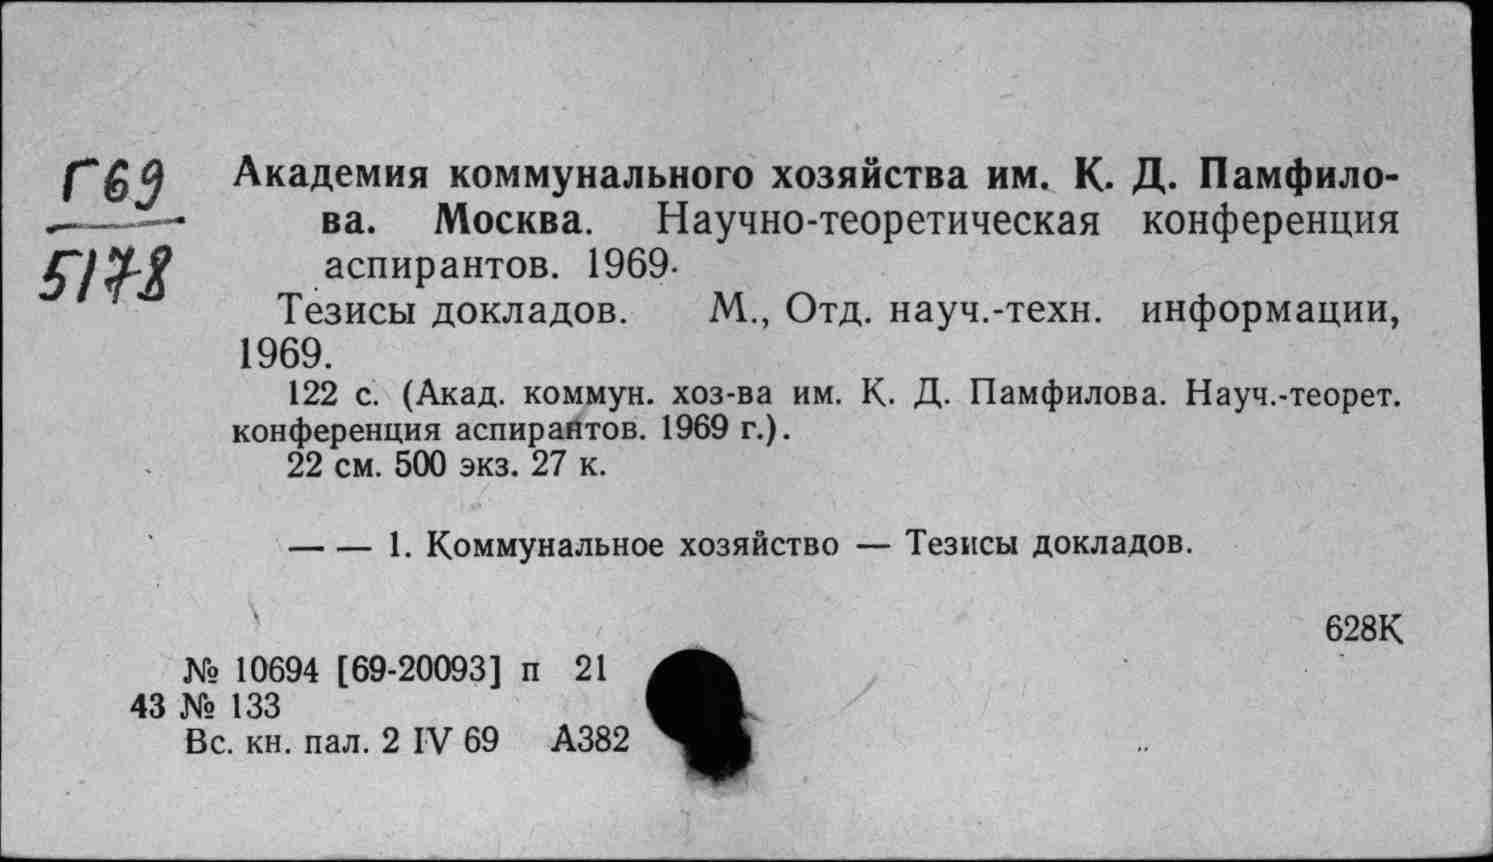 Г69
5178
Академия коммунального хозяйства им. К. Д. Памфило-
ва. Москва. Научно-теоретическая конференция
аспирантов. 1969.
Тезисы докладов. М., Отд. науч.-техн. информации,
1969.
122 с. (Акад. коммун. хоз-ва им. К. Д. Памфилова. Науч.-теорет.
конференция аспирантов. 1969 г.).
22 см. 500 экз. 27 к.
— — 1. Коммунальное хозяйство — Тезисы докладов.
628К
№ 10694 [69-20093] п 21
43 № 133
Вс. кн. пал. 2 IV 69 А382